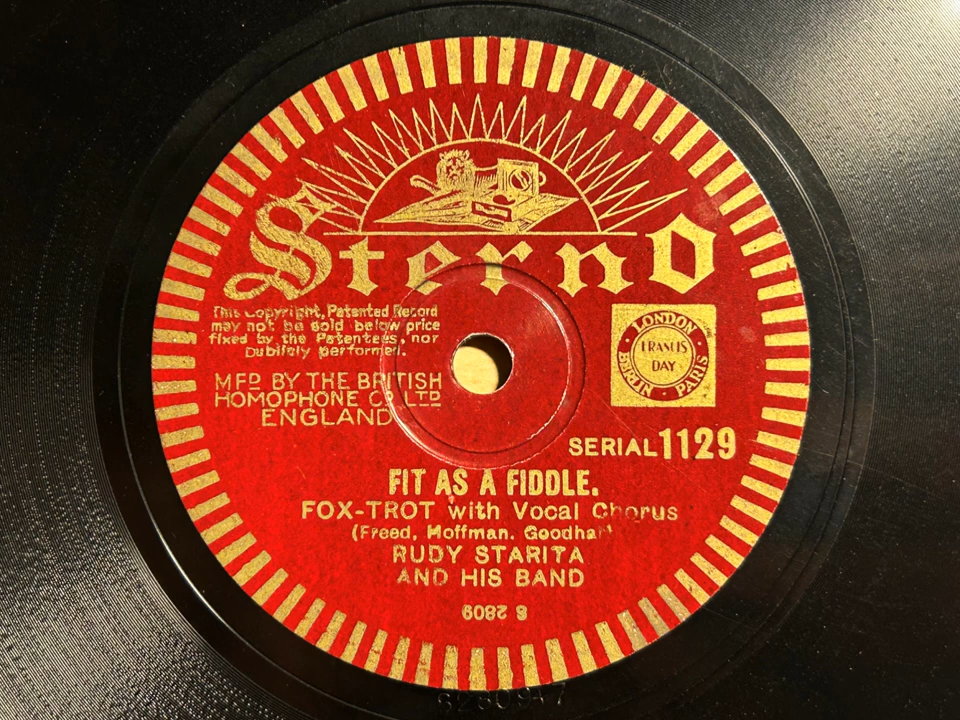 Sterno
This Copyright, Patented Record
may not be sold below price
fixed by the Patentees, nor
Publicly performed.
MFD BY THE BRITISH
HOMOPHONE CO LTD
ENGLAND
LONDON
FRANCIS
DAY
BERLIN · PARIS
SERIAL 1129
FIT AS A FIDDLE.
FOX-TROT with Vocal Chorus
(Freed, Hoffman, Goodhar
RUDY STARITA
AND HIS BAND
S 2809